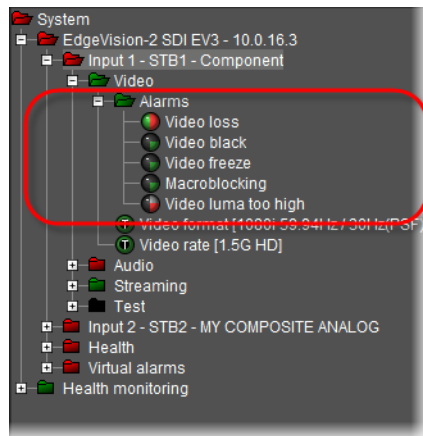 System
EdgeVision-2 SDI EV3 - 10.0.16.3
Input 1 - STB1 - Component
Video
Alarms
Video loss
Video black
Video freeze
Macroblocking
Video luma too high
T Video format [1080i 59.94Hz / 30Hz(PSF)
T Video rate [1.5G HD]
Audio
Streaming
Test
Input 2 - STB2 - MY COMPOSITE ANALOG
Health
Virtual alarms
Health monitoring